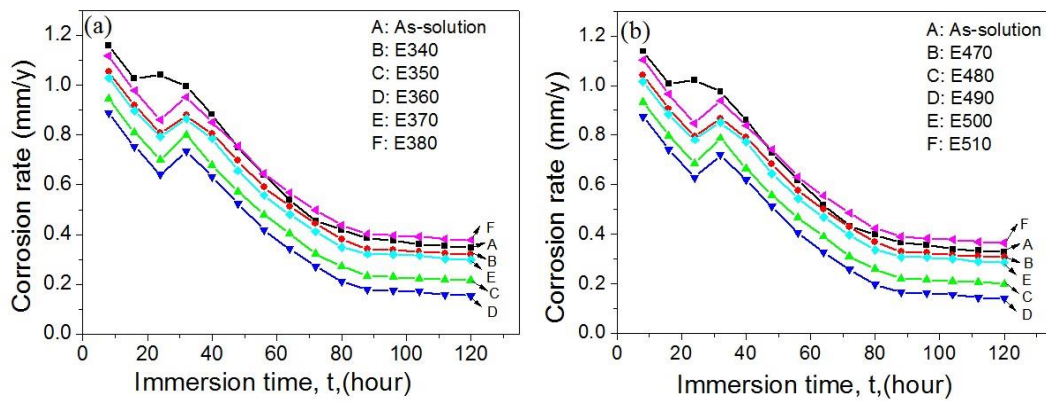 (a)
A: As-solution
B: E340
C: E350
D: E360
E: E370
F: E380
Corrosion rate (mm/y)
1.2
1.0
0.8
0.6
0.4
0.2
0.0
F
A
B
E
C
D
0 20 40 60 80 100 120
Immersion time, t,(hour)
(b)
A: As-solution
B: E470
C: E480
D: E490
E: E500
F: E510
Corrosion rate (mm/y)
1.2
1.0
0.8
0.6
0.4
0.2
0.0
F
A
B
E
C
D
0 20 40 60 80 100 120
Immersion time, t,(hour)